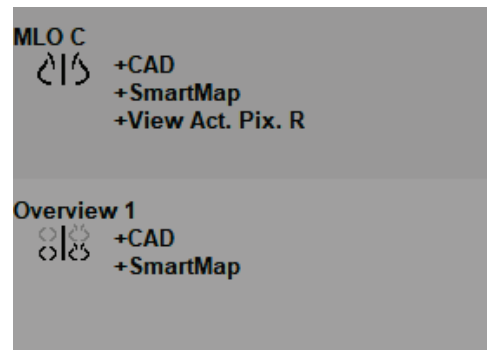 MLO C
+CAD
+SmartMap
+View Act. Pix. R
Overview 1
+CAD
+SmartMap